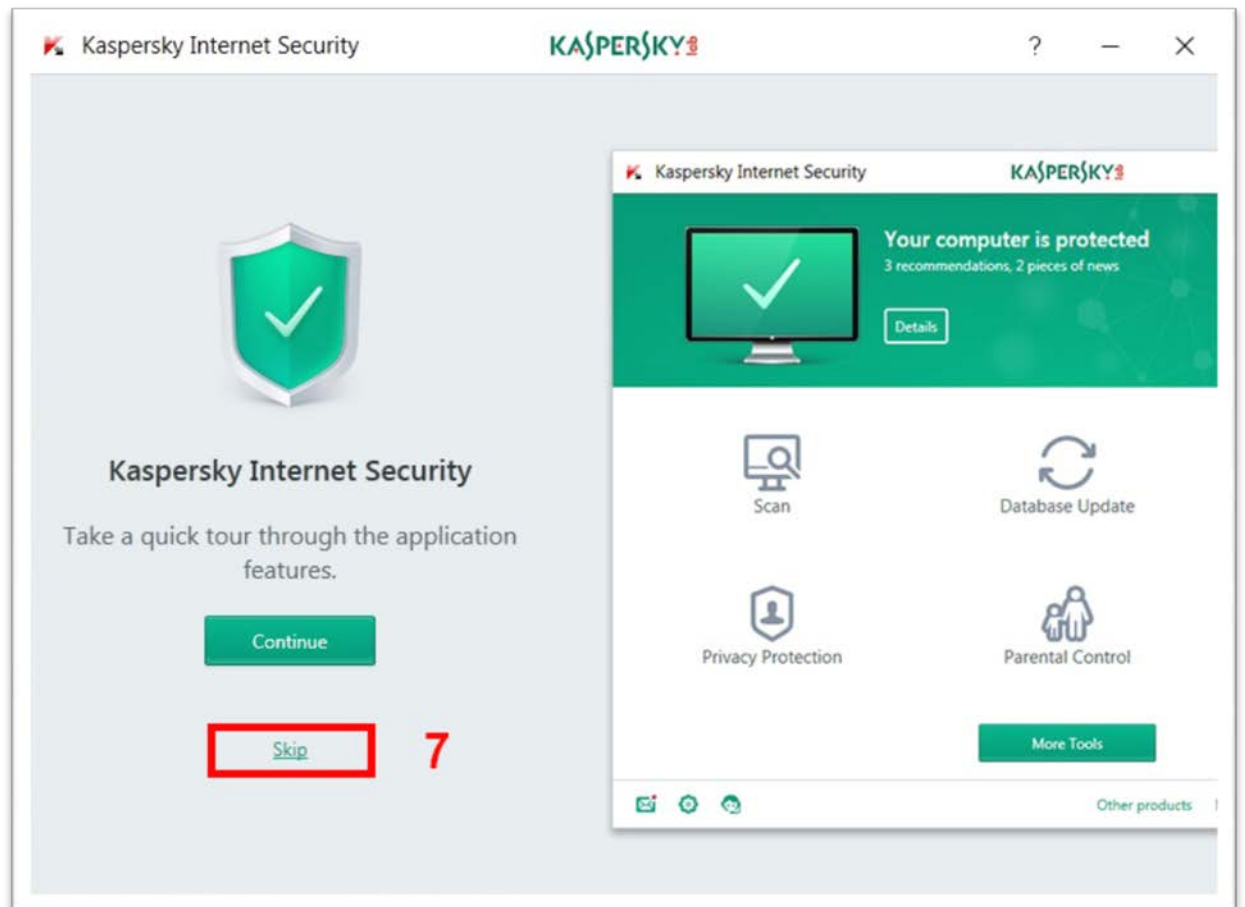 Kaspersky Internet Security
KASPERSKY lab
?
Kaspersky Internet Security
Take a quick tour through the application
features.
Continue
Skip
7
Kaspersky Internet Security
KASPERSKY lab
Your computer is protected
3 recommendations, 2 pieces of news
Details
Scan
Database Update
Privacy Protection
Parental Control
More Tools
Other products